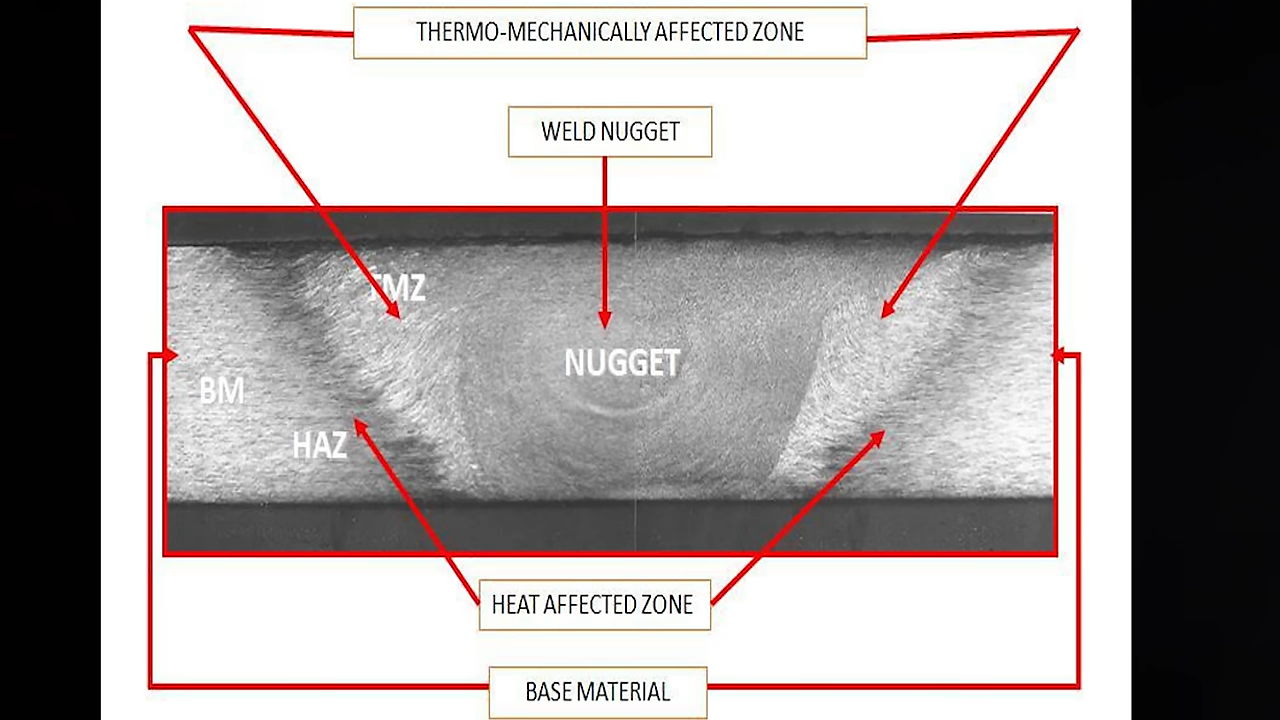 THERMO-MECHANICALLY AFFECTED ZONE
WELD NUGGET
TMZ
NUGGET
BM
HAZ
HEAT AFFECTED ZONE
BASE MATERIAL